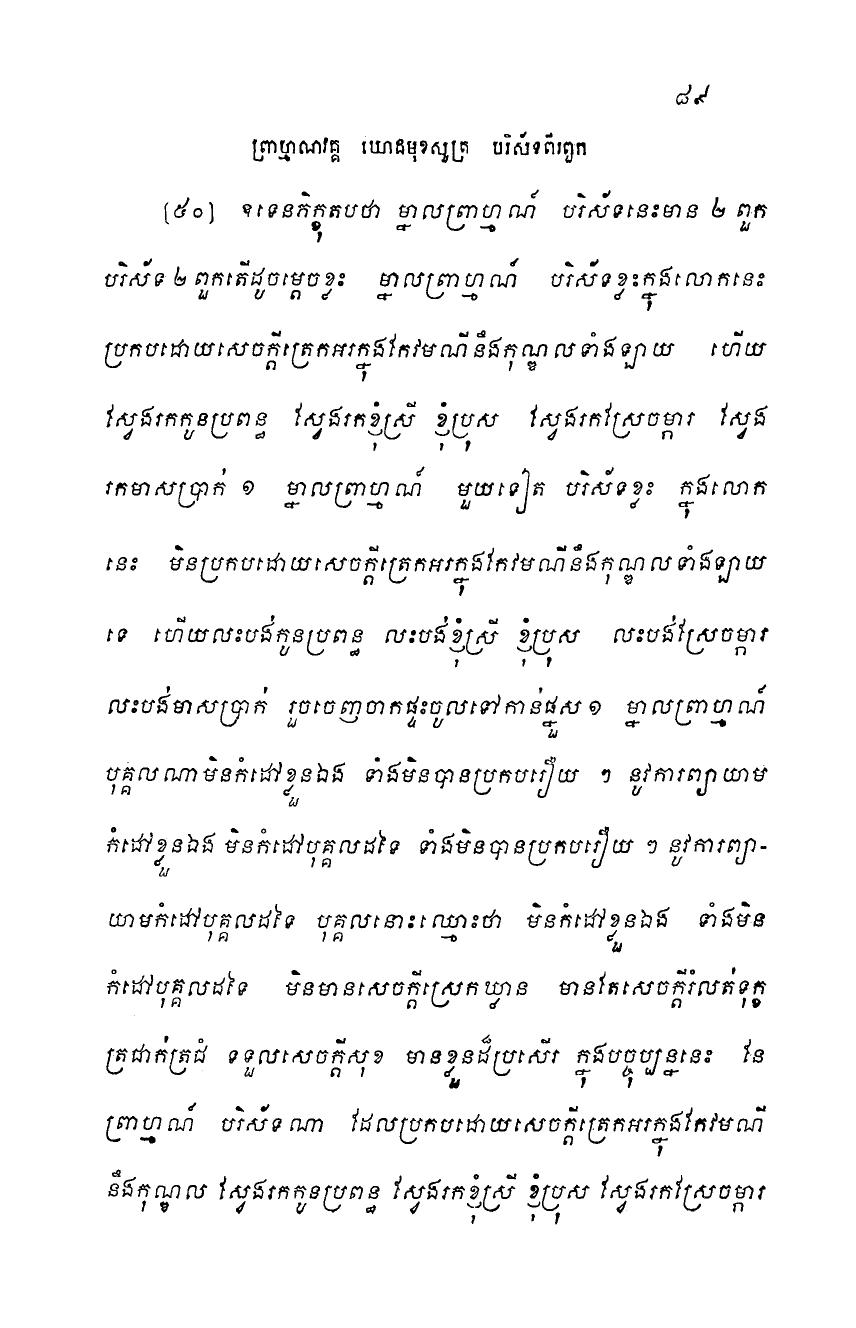 ៨៩
ព្រាហ្មណវគ្គ ឃោដមុខសូត្រ បរិស័ទពីរពួក
(៥០) ឧទេនភិក្ខុតបថា ម្នាលព្រាហ្មណ៍ បរិស័ទនេះមាន ២ ពួក
បរិស័ទ ២ ពួកតើដូចម្តេចខ្លះ ម្នាលព្រាហ្មណ៍ បរិស័ទខ្លះក្នុងលោកនេះ
ប្រកបដោយសេចក្តីត្រេកអរក្នុងកែវមណីនឹងកុណ្ឌលទាំងឡាយ ហើយ
ស្វែងរកកូនប្រពន្ធ ស្វែងរកខ្ញុំស្រី ខ្ញុំប្រុស ស្វែងរកស្រែចម្ការ ស្វែង
រកមាសប្រាក់ ១ ម្នាលព្រាហ្មណ៍ មួយទៀត បរិស័ទខ្លះ ក្នុងលោក
នេះ មិនប្រកបដោយសេចក្តីត្រេកអរក្នុងកែវមណីនឹងកុណ្ឌលទាំងឡាយ
ទេ ហើយលះបង់កូនប្រពន្ធ លះបង់ខ្ញុំស្រី ខ្ញុំប្រុស លះបង់ស្រែចម្ការ
លះបង់មាសប្រាក់ រួចចេញចាកផ្ទះចូលទៅកាន់ផ្នួស ១ ម្នាលព្រាហ្មណ៍
បុគ្គលណាមិនកំដៅខ្លួនឯង ទាំងមិនបានប្រកបរឿយ ៗ នូវការព្យាយាម
កំដៅខ្លួនឯង មិនកំដៅបុគ្គលដទៃ ទាំងមិនបានប្រកបរឿយ ៗ នូវការព្យា-
យាមកំដៅបុគ្គលដទៃ បុគ្គលនោះឈ្មោះថា មិនកំដៅខ្លួនឯង ទាំងមិន
កំដៅបុគ្គលដទៃ មិនមានសេចក្តីស្រេកឃ្លាន មានតែសេចក្តីរំលត់ទុក្ខ
ត្រជាក់ត្រជំ ទទួលសេចក្តីសុខ មានខ្លួនដ៏ប្រសើរ ក្នុងបច្ចុប្បន្ននេះ នែ
ព្រាហ្មណ៍ បរិស័ទណា ដែលប្រកបដោយសេចក្តីត្រេកអរក្នុងកែវមណី
នឹងកុណ្ឌល ស្វែងរកកូនប្រពន្ធ ស្វែងរកខ្ញុំស្រី ខ្ញុំប្រុស ស្វែងរកស្រែចម្ការ